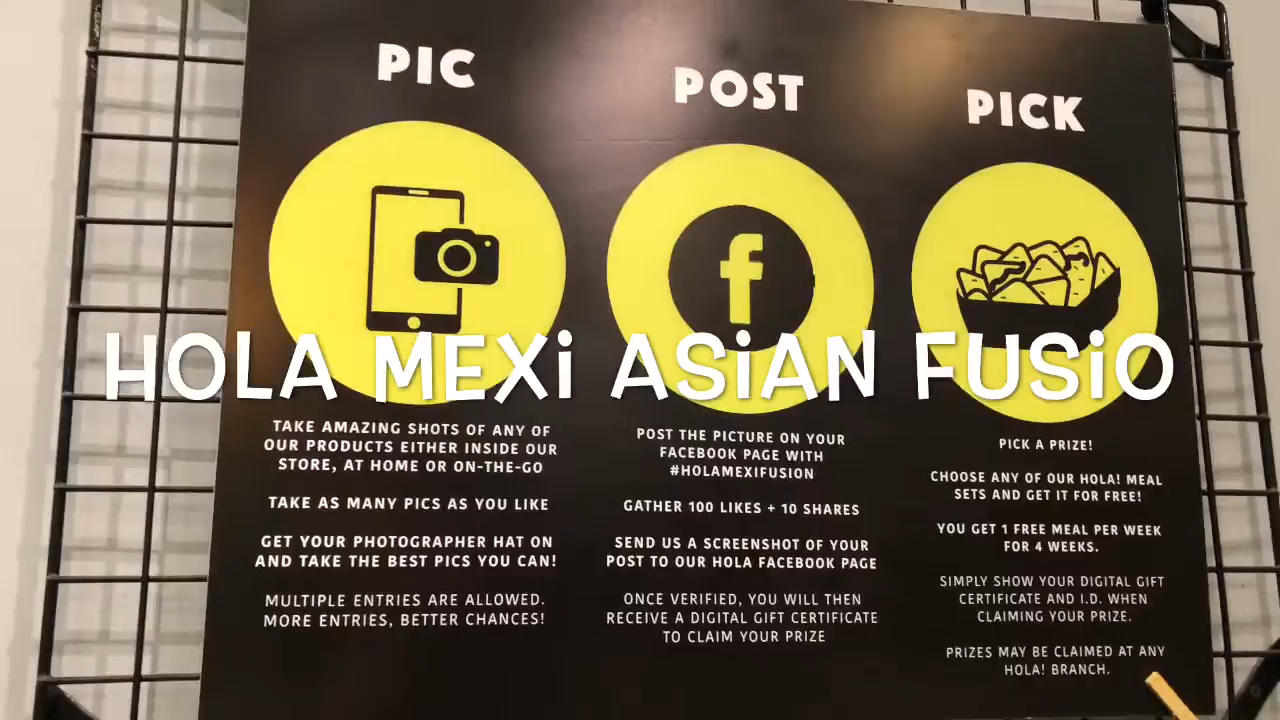 PIC
TAKE AMAZING SHOTS OF ANY OF
OUR PRODUCTS EITHER INSIDE OUR
STORE, AT HOME OR ON-THE-GO
TAKE AS MANY PICS AS YOU LIKE
GET YOUR PHOTOGRAPHER HAT ON
AND TAKE THE BEST PICS YOU CAN!
MULTIPLE ENTRIES ARE ALLOWED.
MORE ENTRIES, BETTER CHANCES!
POST
f
POST THE PICTURE ON YOUR
FACEBOOK PAGE WITH
#HOLAMEXIFUSION
GATHER 100 LIKES + 10 SHARES
SEND US A SCREENSHOT OF YOUR
POST TO OUR HOLA FACEBOOK PAGE
ONCE VERIFIED, YOU WILL THEN
RECEIVE A DIGITAL GIFT CERTIFICATE
TO CLAIM YOUR PRIZE
PICK
PICK A PRIZE!
CHOOSE ANY OF OUR HOLA! MEAL
SETS AND GET IT FOR FREE!
YOU GET 1 FREE MEAL PER WEEK
FOR 4 WEEKS.
SIMPLY SHOW YOUR DIGITAL GIFT
CERTIFICATE AND I.D. WHEN
CLAIMING YOUR PRIZE.
PRIZES MAY BE CLAIMED AT ANY
HOLA! BRANCH.
HOLA MEXi ASiAN FUSiO